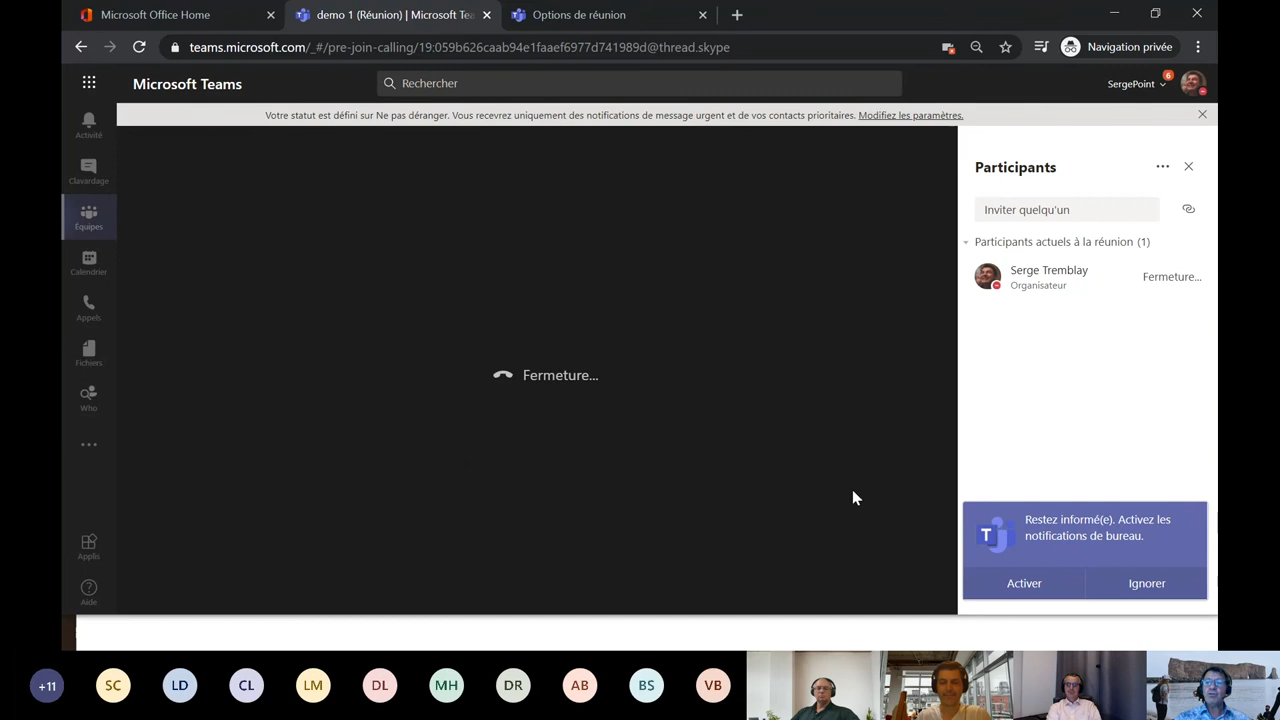 Microsoft Office Home
demo 1 (Réunion) | Microsoft Tea
Options de réunion
teams.microsoft.com/_#/pre-join-calling/19:059b626caab94e1faaef6977d741983d@thread.skype
Navigation privée
Microsoft Teams
Rechercher
SergePoint
6
Votre statut est défini sur Ne pas déranger. Vous recevrez uniquement des notifications de message urgent et de vos contacts prioritaires. Modifiez les paramètres.
Activité
Clavardage
Équipes
Calendrier
Appels
Fichiers
Who
Applis
Aide
Fermeture...
Participants
Inviter quelqu'un
Participants actuels à la réunion (1)
Serge Tremblay
Organisateur
Fermeture...
T
Restez informé(e). Activez les
notifications de bureau.
Activer
Ignorer
+11
SC
LD
CL
LM
DL
MH
DR
AB
BS
VB